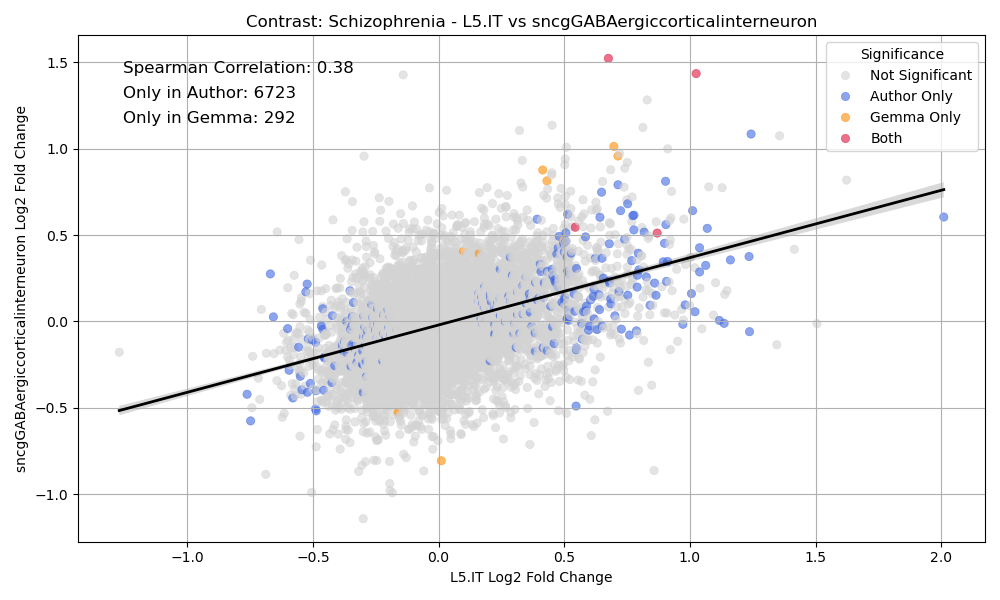 Contrast: Schizophrenia - L5.IT vs sncgGABAergiccorticalinterneuron
Spearman Correlation: 0.38
Only in Author: 6723
Only in Gemma: 292
Significance
Not Significant
Author Only
Gemma Only
Both
sncgGABAergiccorticalinterneuron Log2 Fold Change
1.5
1.0
0.5
0.0
−0.5
−1.0
−1.0
−0.5
0.0
0.5
1.0
1.5
2.0
L5.IT Log2 Fold Change